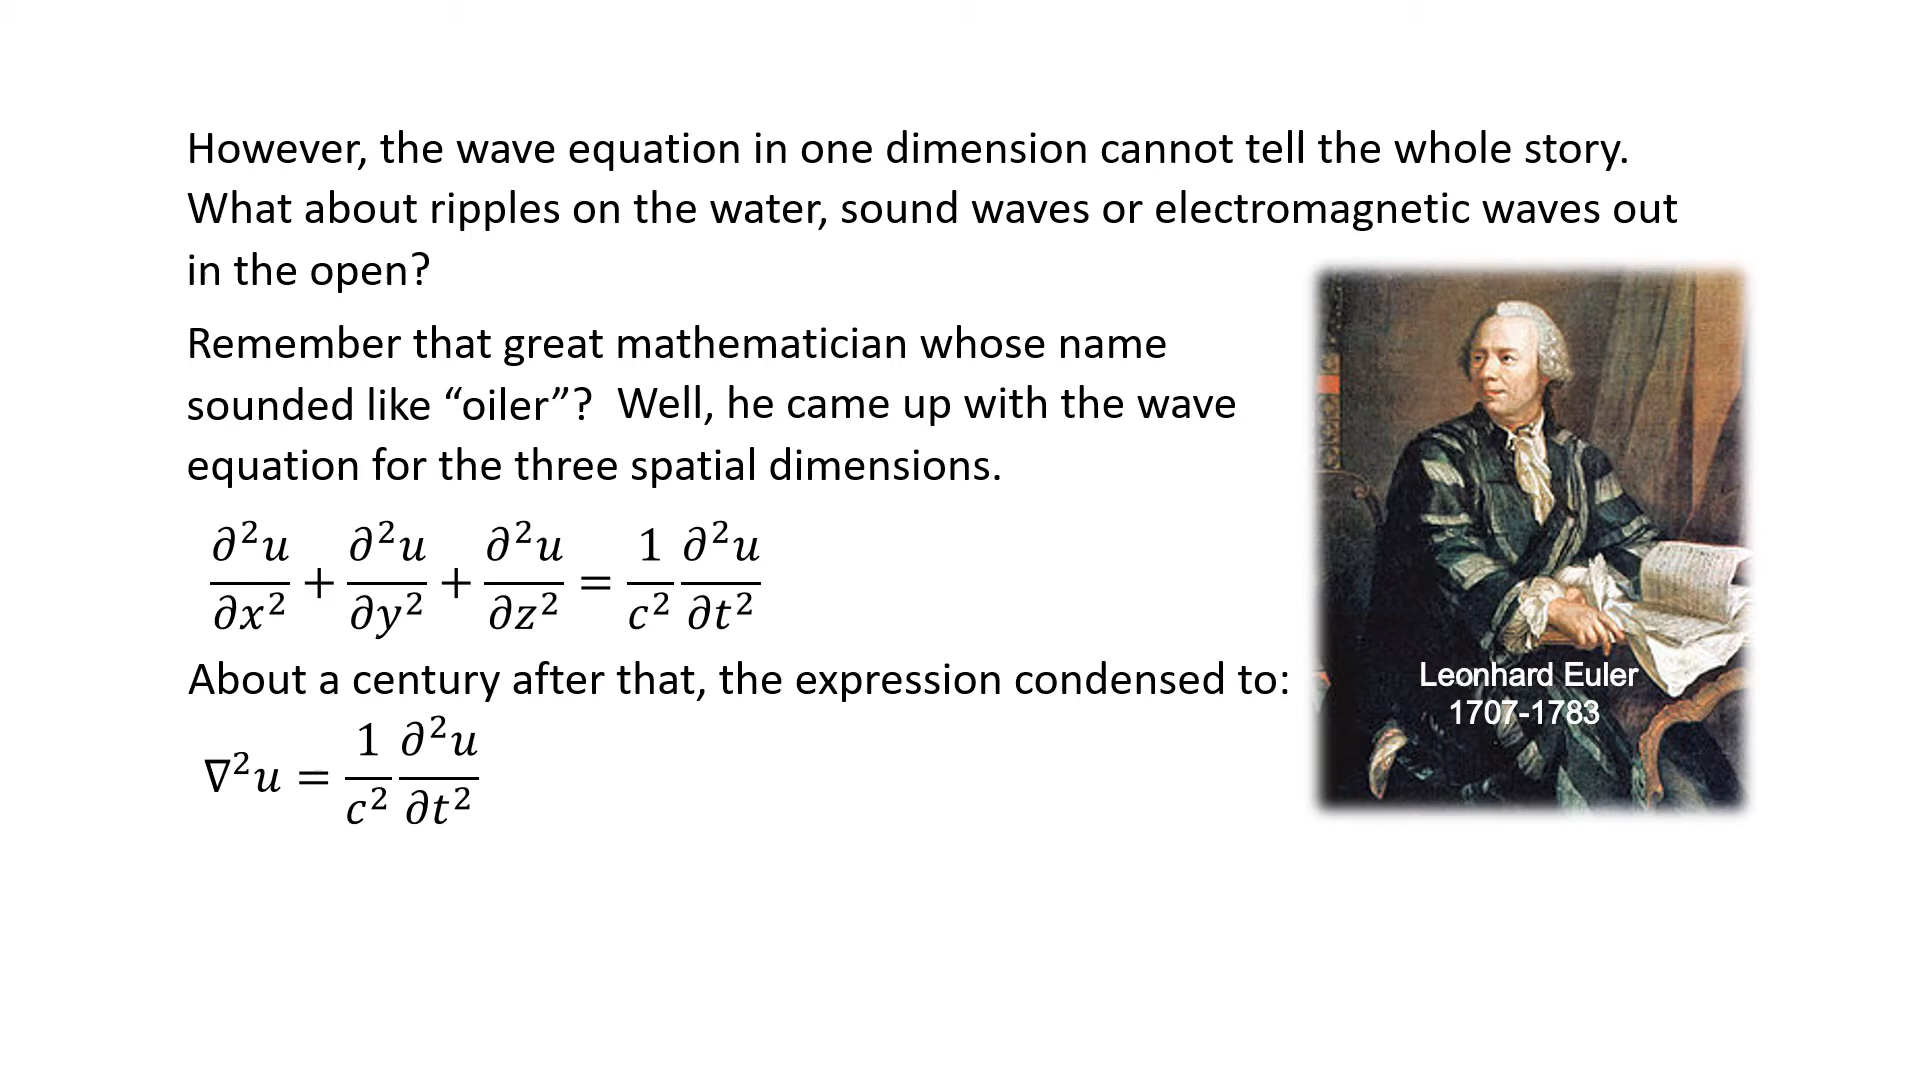 However, the wave equation in one dimension cannot tell the whole story.
What about ripples on the water, sound waves or electromagnetic waves out
in the open?
Remember that great mathematician whose name
sounded like “oiler”? Well, he came up with the wave
equation for the three spatial dimensions.
∂²u/∂x² + ∂²u/∂y² + ∂²u/∂z² = 1/c² ∂²u/∂t²
About a century after that, the expression condensed to:
∇²u = 1/c² ∂²u/∂t²
Leonhard Euler
1707-1783